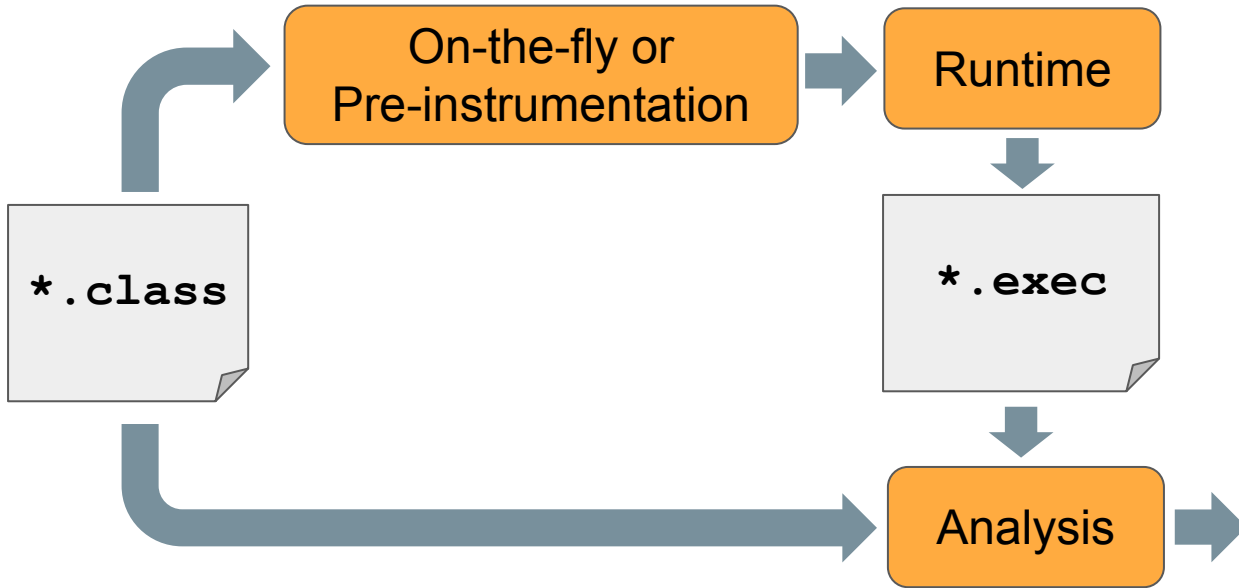 On-the-fly or
Pre-instrumentation
Runtime
*.class
*.exec
Analysis